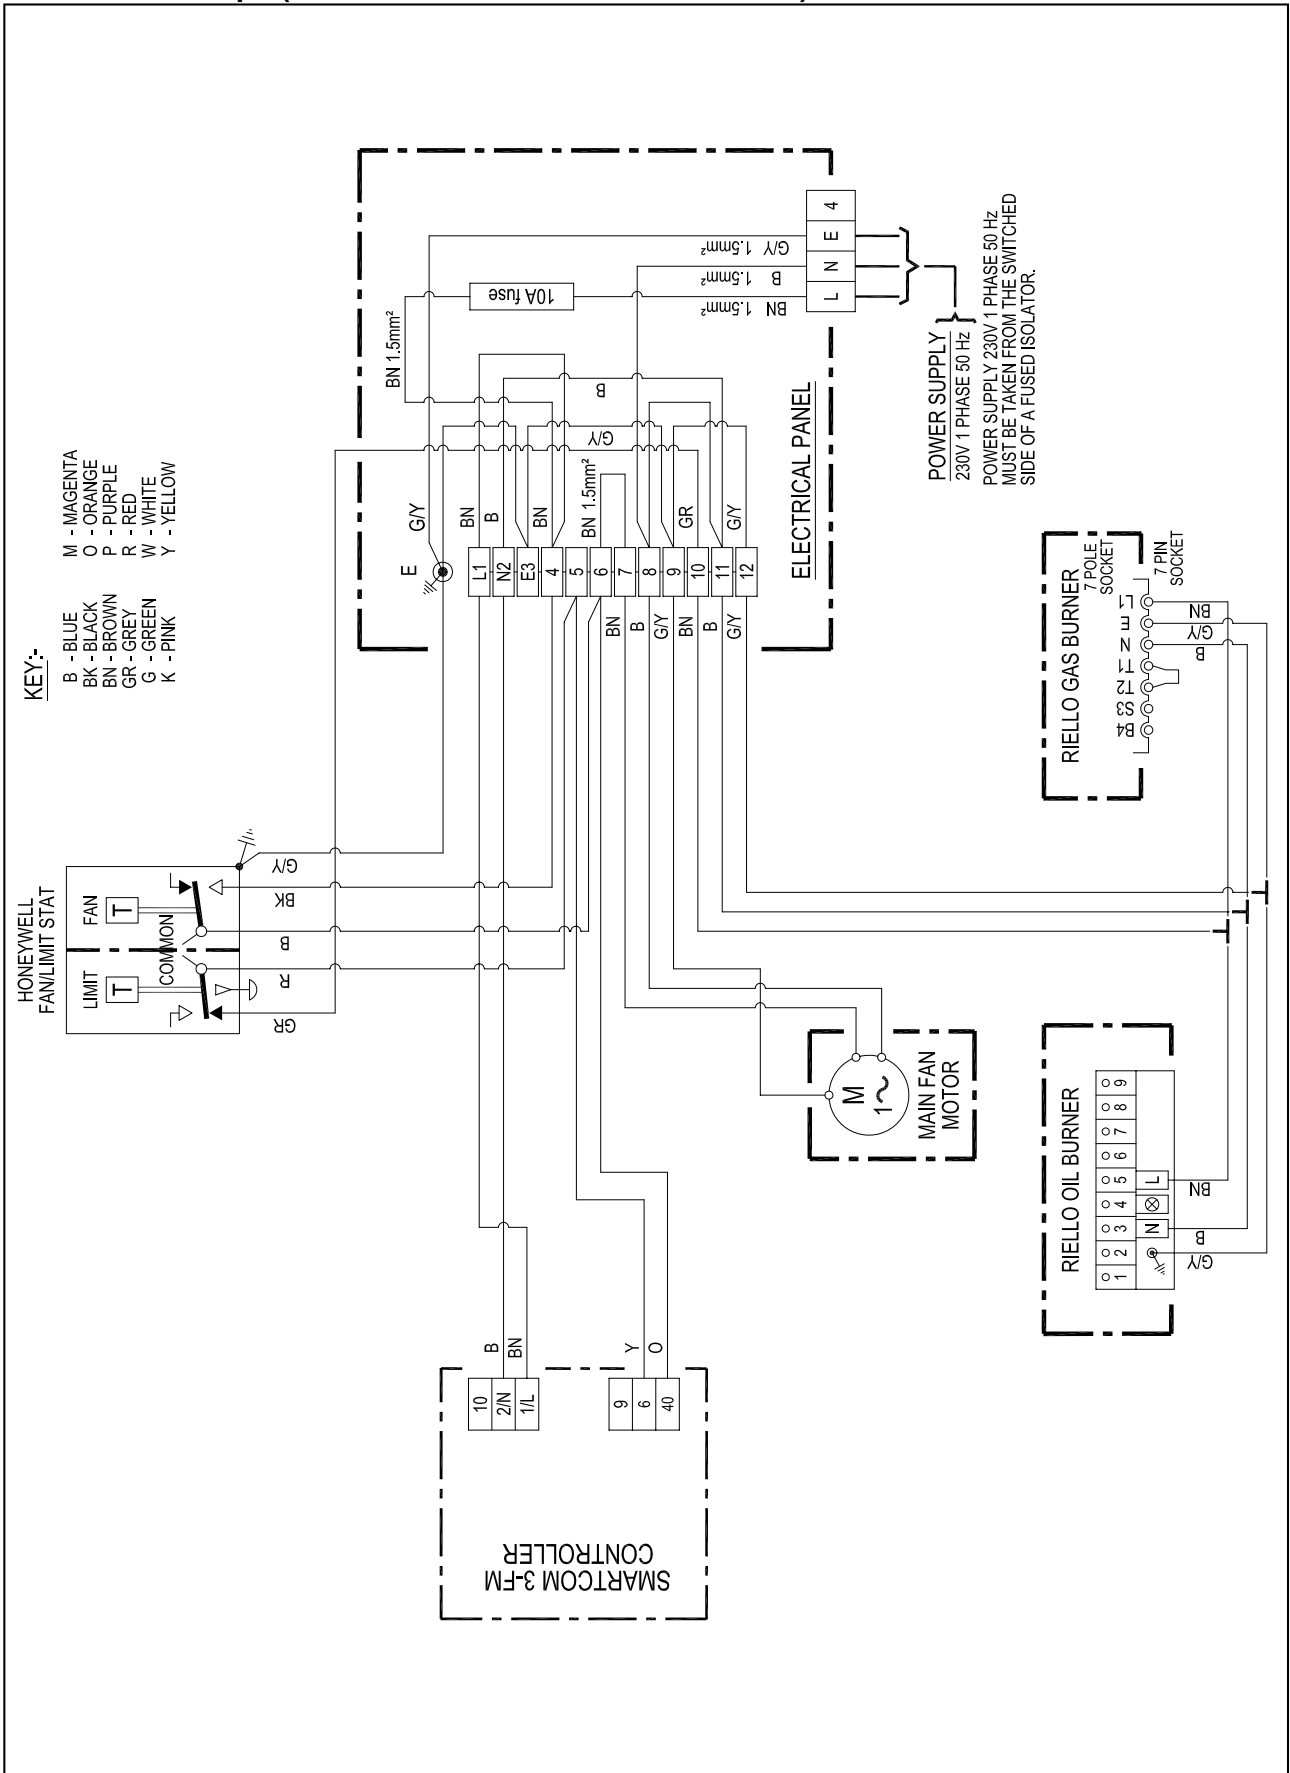 KEY:-
B - BLUE
BK - BLACK
BN - BROWN
GR - GREY
G - GREEN
K - PINK
M - MAGENTA
O - ORANGE
P - PURPLE
R - RED
W - WHITE
Y - YELLOW
HONEYWELL
FAN/LIMIT STAT
LIMIT
FAN
T
T
COMMON
GR
R
B
BK
G/Y
E
G/Y
BN 1.5mm²
10A fuse
G/Y 1.5mm²
B 1.5mm²
BN 1.5mm²
L
N
E
4
BN
B
BN
BN 1.5mm²
GR
G/Y
B
G/Y
L1
N2
E3
4
5
6
7
8
9
10
11
12
BN
B
G/Y
BN
B
G/Y
ELECTRICAL PANEL
POWER SUPPLY
230V 1 PHASE 50 Hz
POWER SUPPLY 230V 1 PHASE 50 Hz
MUST BE TAKEN FROM THE SWITCHED
SIDE OF A FUSED ISOLATOR.
SMARTCOM 3-FM
CONTROLLER
10
2/N
1/L
B
BN
9
6
40
Y
O
M
1~
MAIN FAN
MOTOR
RIELLO OIL BURNER
1
2
3
4
5
6
7
8
9
N
L
G/Y
B
BN
RIELLO GAS BURNER
7 POLE
SOCKET
7 PIN
SOCKET
B4
S3
T2
T1
N
E
L1
B
G/Y
BN